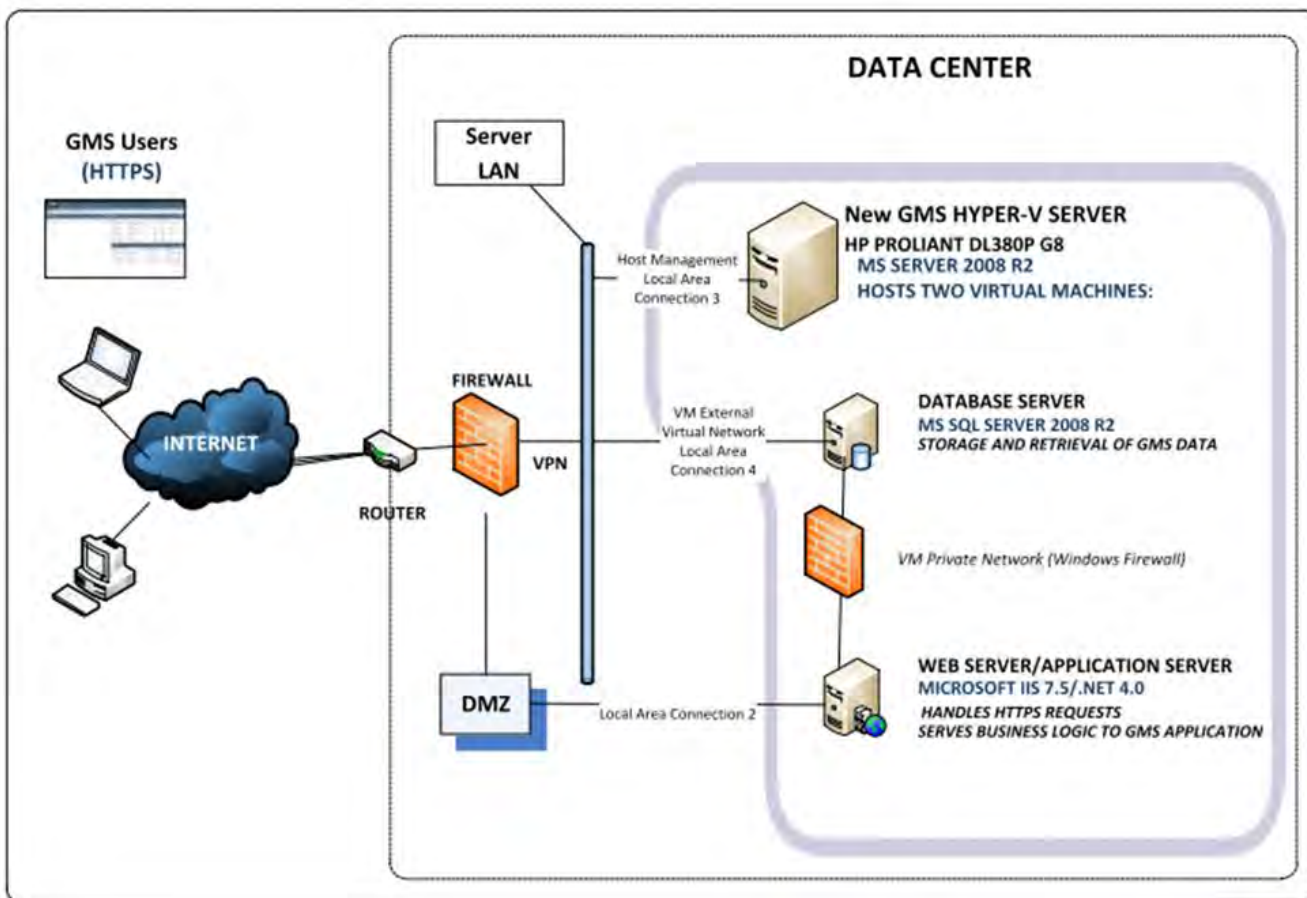 DATA CENTER
GMS Users
(HTTPS)
Server
LAN
New GMS HYPER-V SERVER
HP PROLIANT DL380P G8
MS SERVER 2008 R2
HOSTS TWO VIRTUAL MACHINES:
Host Management
Local Area
Connection 3
FIREWALL
INTERNET
VPN
ROUTER
VM External
Virtual Network
Local Area
Connection 4
DATABASE SERVER
MS SQL SERVER 2008 R2
STORAGE AND RETRIEVAL OF GMS DATA
VM Private Network (Windows Firewall)
DMZ
Local Area Connection 2
WEB SERVER/APPLICATION SERVER
MICROSOFT IIS 7.5/.NET 4.0
HANDLES HTTPS REQUESTS
SERVES BUSINESS LOGIC TO GMS APPLICATION